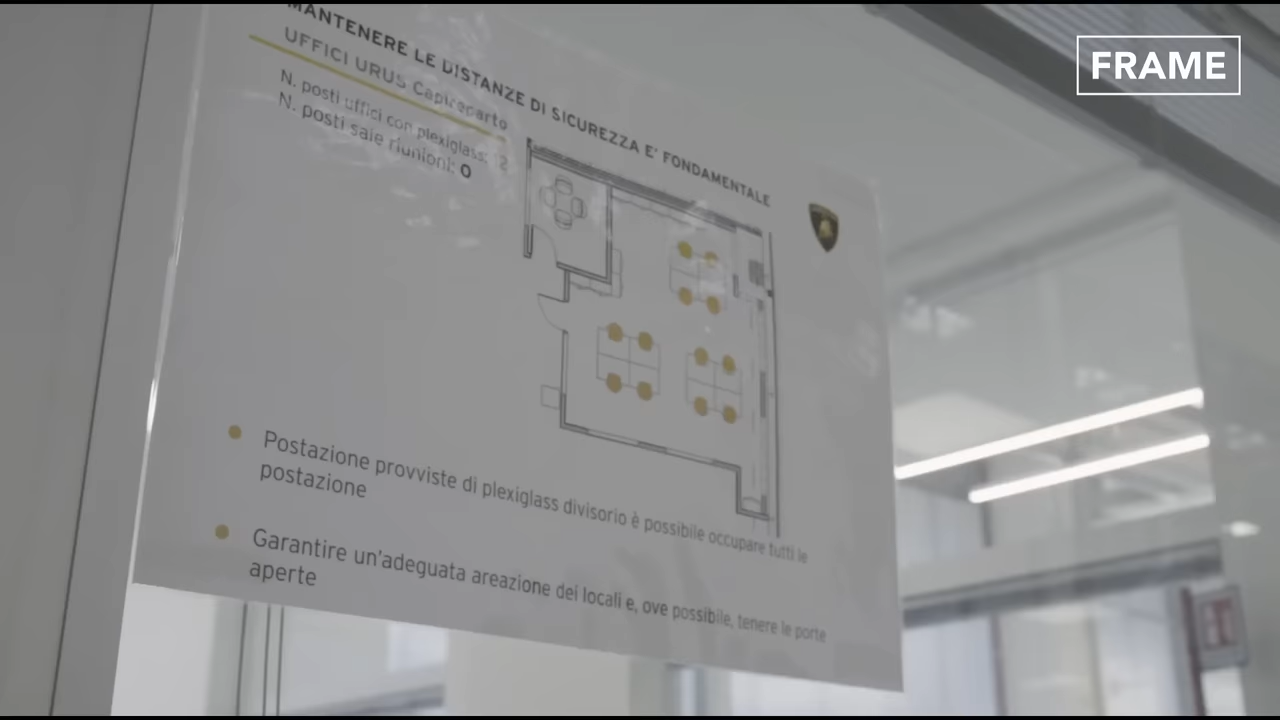 FRAME
MANTENERE LE DISTANZE DI SICUREZZA E' FONDAMENTALE
UFFICI URUS Capireparto
N. posti uffici con plexiglass: 12
N. posti sale riunioni: 0
Postazione provviste di plexiglass divisorio è possibile occupare tutti le
postazione
Garantire un'adeguata areazione dei locali e, ove possibile, tenere le porte
aperte